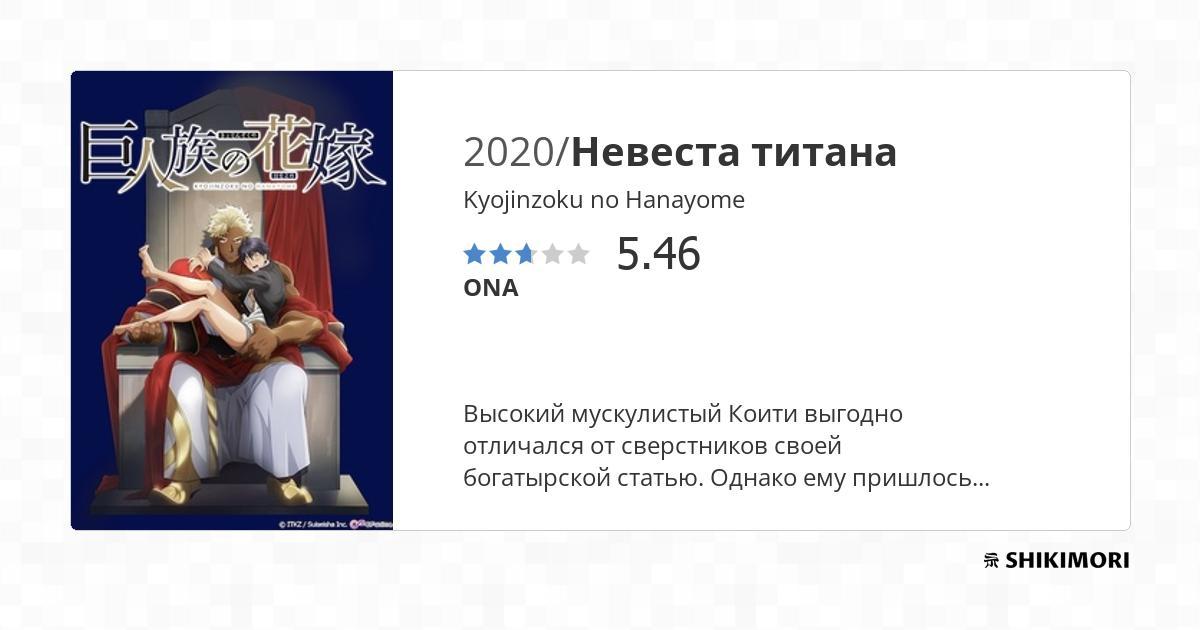 巨人族の花嫁
KYOJINZOKU NO HANAYOME
2020/Невеста титана
Kyojinzoku no Hanayome
5.46
ONA
Высокий мускулистый Коити выгодно
отличался от сверстников своей
богатырской статью. Однако ему пришлось...
© ITKZ / Suiseisha Inc.
SHIKIMORI